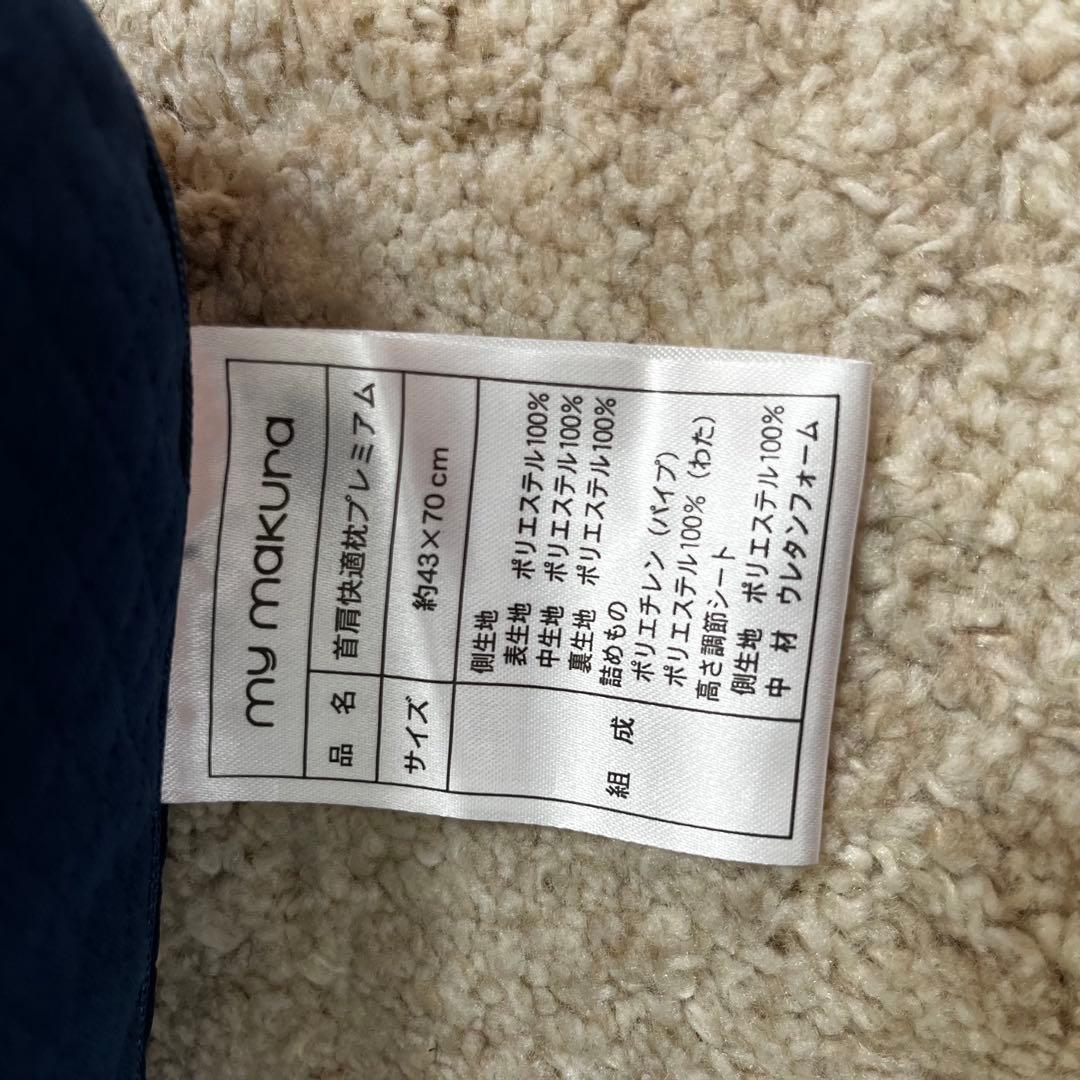 my makura
品 名 首肩快適枕プレミアム
サイズ 約43×70cm
組 成
側生地
表生地 ポリエステル100%
中生地 ポリエステル100%
裏生地 ポリエステル100%
詰めもの
ポリエチレン（パイプ）
ポリエステル100%（わた）
高さ調節シート
側生地 ポリエステル100%
中 材 ウレタンフォーム